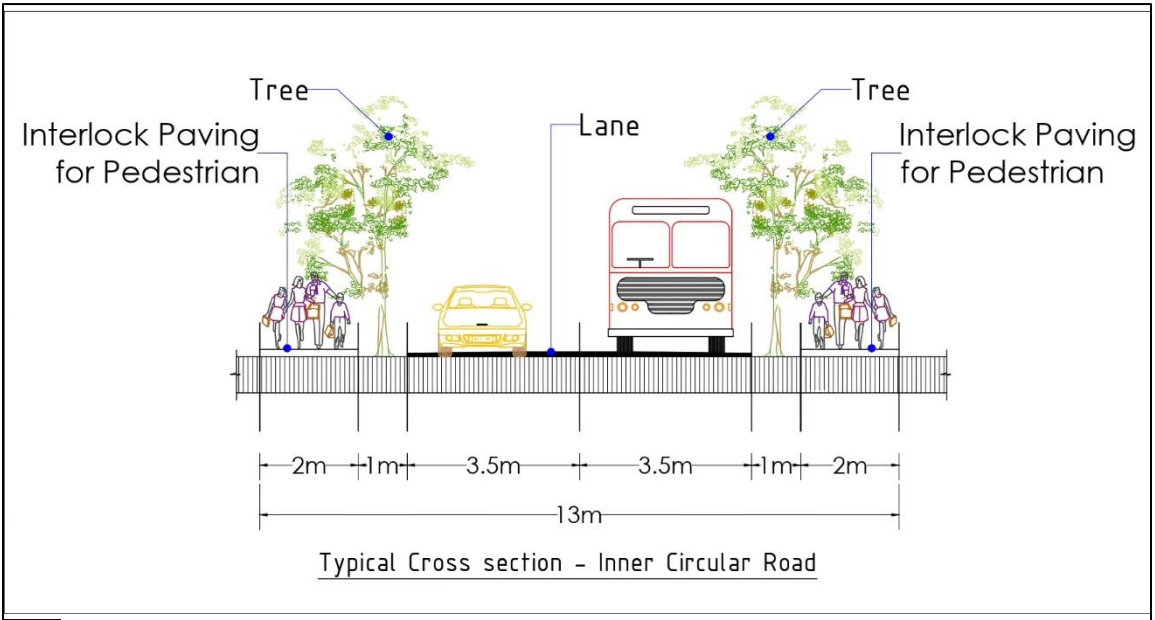 Tree
Tree
Lane
Interlock Paving
for Pedestrian
Interlock Paving
for Pedestrian
2m
1m
3.5m
3.5m
1m
2m
13m
Typical Cross section - Inner Circular Road